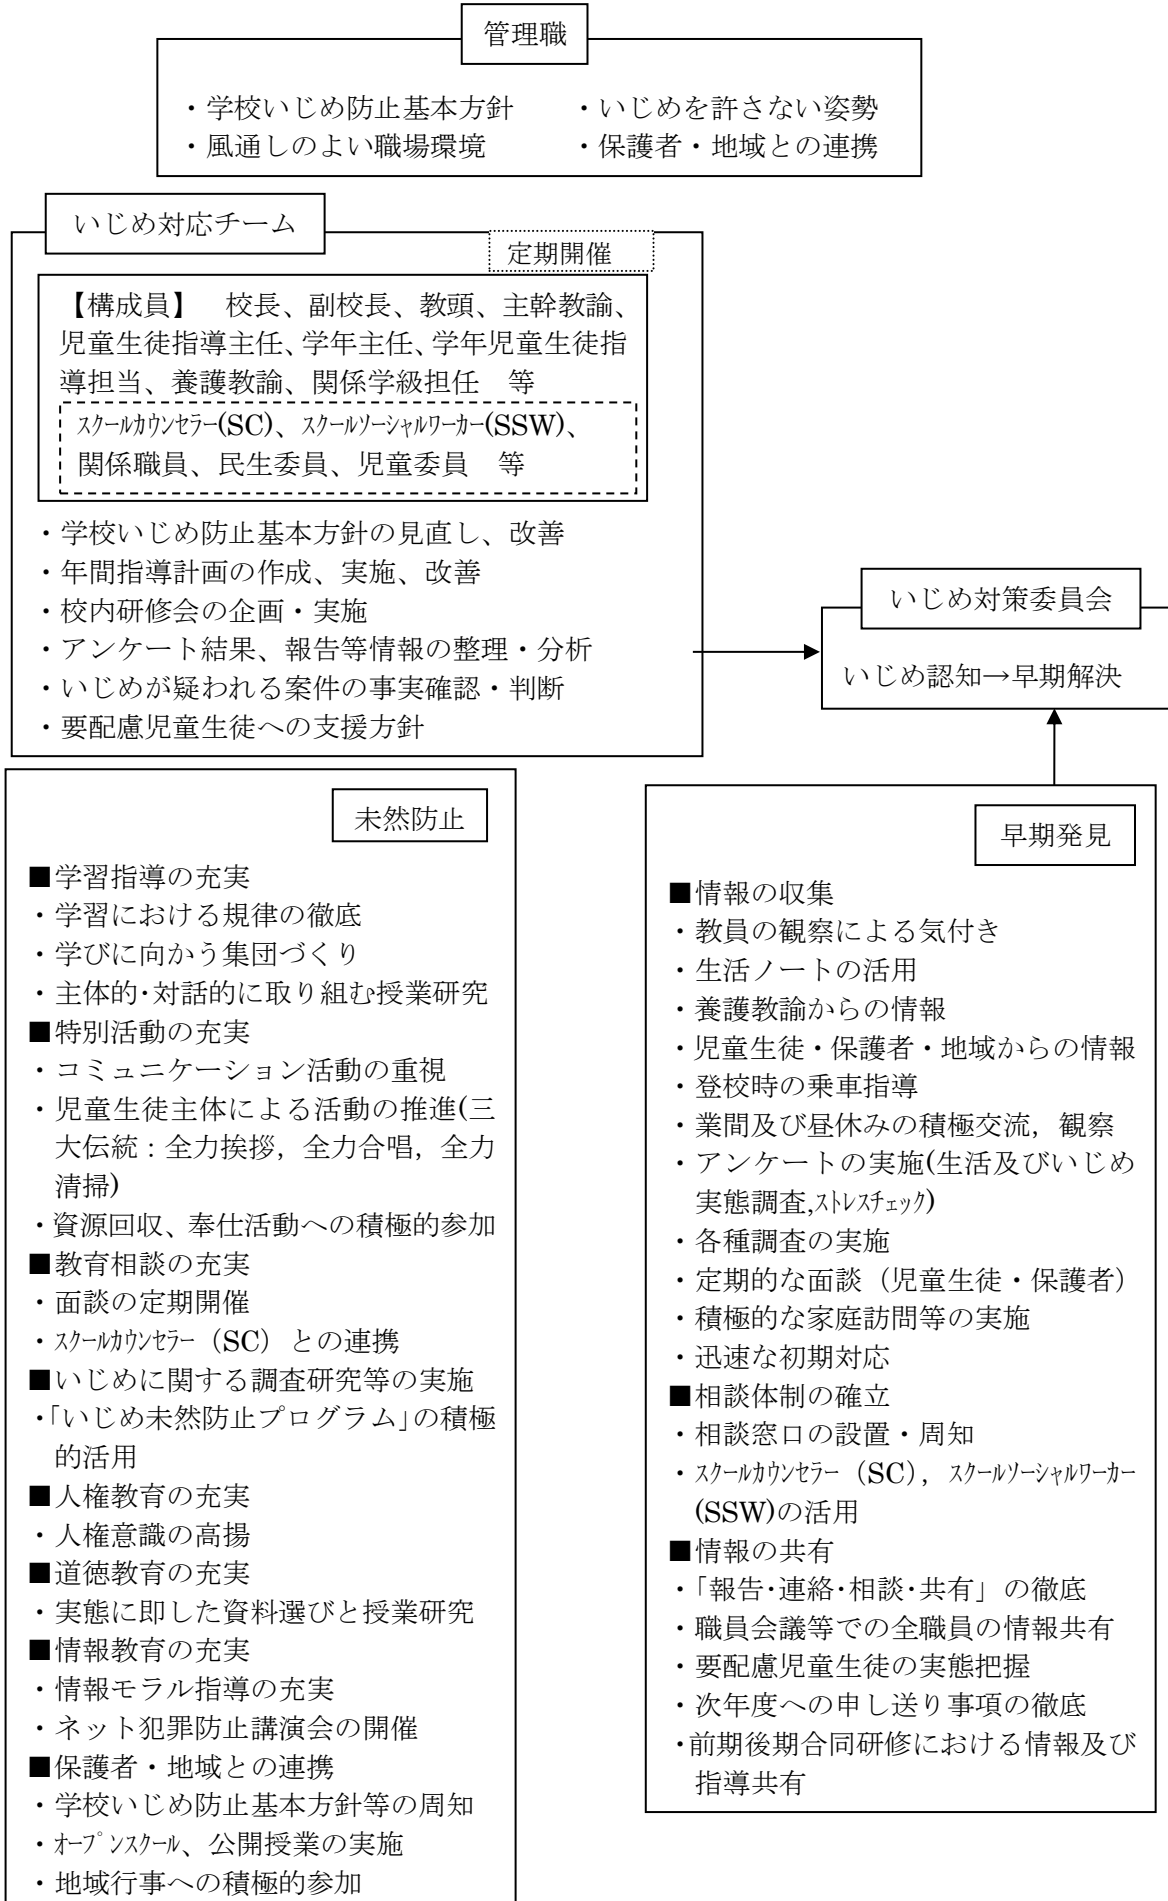 管理職
・学校いじめ防止基本方針　・いじめを許さない姿勢
・風通しのよい職場環境　・保護者・地域との連携
いじめ対応チーム
定期開催
【構成員】　校長、副校長、教頭、主幹教諭、
児童生徒指導主任、学年主任、学年児童生徒指
導担当、養護教諭、関係学級担任　等
ｽｸｰﾙｶｳﾝｾﾗｰ(SC)、ｽｸｰﾙｿｰｼｬﾙﾜｰｶｰ(SSW)、
関係職員、民生委員、児童委員　等
・学校いじめ防止基本方針の見直し、改善
・年間指導計画の作成、実施、改善
・校内研修会の企画・実施
・アンケート結果、報告等情報の整理・分析
・いじめが疑われる案件の事実確認・判断
・要配慮児童生徒への支援方針
いじめ対策委員会
いじめ認知→早期解決
未然防止
■学習指導の充実
・学習における規律の徹底
・学びに向かう集団づくり
・主体的･対話的に取り組む授業研究
■特別活動の充実
・コミュニケーション活動の重視
・児童生徒主体による活動の推進(三
大伝統：全力挨拶，全力合唱，全力
清掃)
・資源回収、奉仕活動への積極的参加
■教育相談の充実
・面談の定期開催
・ｽｸｰﾙｶｳﾝｾﾗｰ（SC）との連携
■いじめに関する調査研究等の実施
・｢いじめ未然防止プログラム｣の積極
的活用
■人権教育の充実
・人権意識の高揚
■道徳教育の充実
・実態に即した資料選びと授業研究
■情報教育の充実
・情報モラル指導の充実
・ネット犯罪防止講演会の開催
■保護者・地域との連携
・学校いじめ防止基本方針等の周知
・ｵｰﾌﾟﾝｽｸｰﾙ、公開授業の実施
・地域行事への積極的参加
早期発見
■情報の収集
・教員の観察による気付き
・生活ノートの活用
・養護教諭からの情報
・児童生徒・保護者・地域からの情報
・登校時の乗車指導
・業間及び昼休みの積極交流，観察
・アンケートの実施(生活及びいじめ
実態調査,ｽﾄﾚｽﾁｪｯｸ)
・各種調査の実施
・定期的な面談（児童生徒・保護者）
・積極的な家庭訪問等の実施
・迅速な初期対応
■相談体制の確立
・相談窓口の設置・周知
・ｽｸｰﾙｶｳﾝｾﾗｰ（SC），ｽｸｰﾙｿｰｼｬﾙﾜｰｶｰ
(SSW)の活用
■情報の共有
・「報告･連絡･相談･共有」の徹底
・職員会議等での全職員の情報共有
・要配慮児童生徒の実態把握
・次年度への申し送り事項の徹底
・前期後期合同研修における情報及び
指導共有